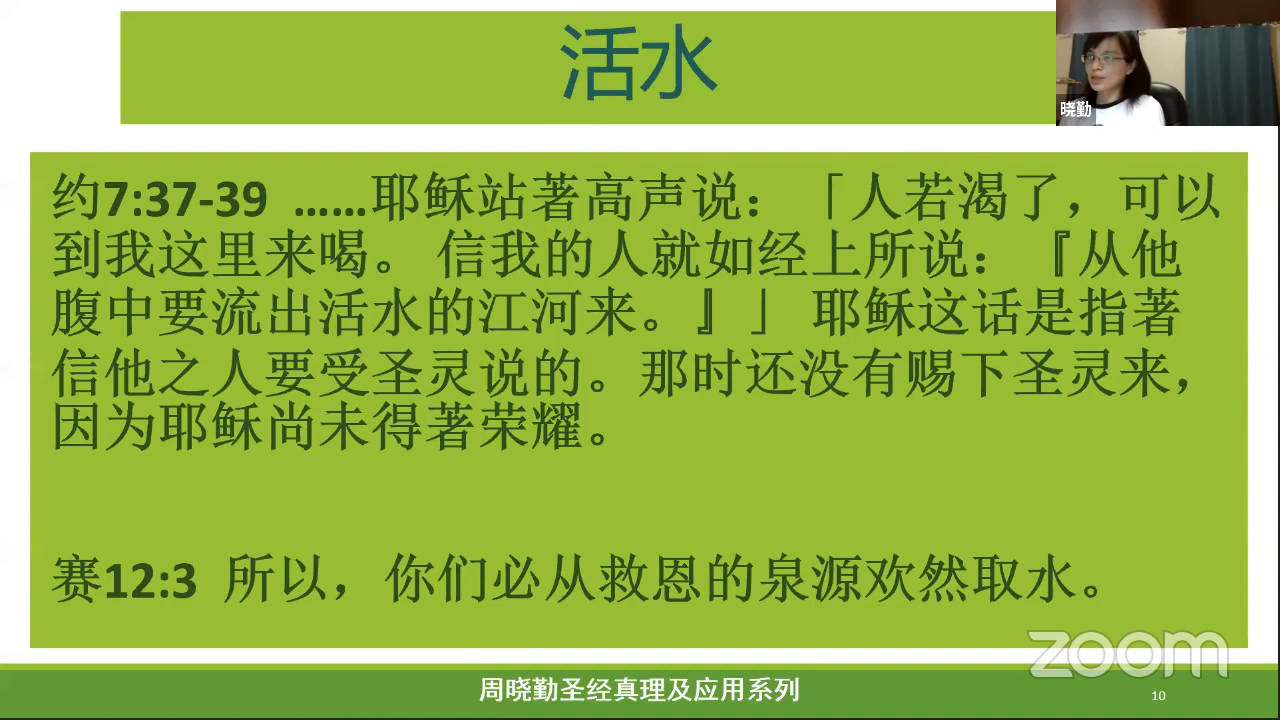 活水
晓勤
约7:37-39 ……耶稣站著高声说：「人若渴了，可以
到我这里来喝。 信我的人就如经上所说：『从他
腹中要流出活水的江河来。』」 耶稣这话是指著
信他之人要受圣灵说的。那时还没有赐下圣灵来，
因为耶稣尚未得著荣耀。
赛12:3 所以，你们必从救恩的泉源欢然取水。
zoom
周晓勤圣经真理及应用系列
10